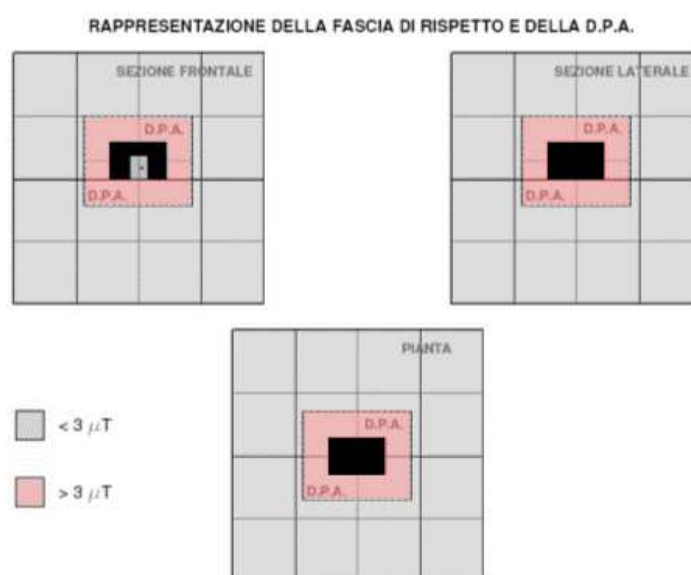 RAPPRESENTAZIONE DELLA FASCIA DI RISPETTO E DELLA D.P.A.
SEZIONE FRONTALE
D.P.A.
D.P.A.
SEZIONE LATERALE
D.P.A.
D.P.A.
PIANTA
D.P.A.
D.P.A.
< 3 μT
> 3 μT